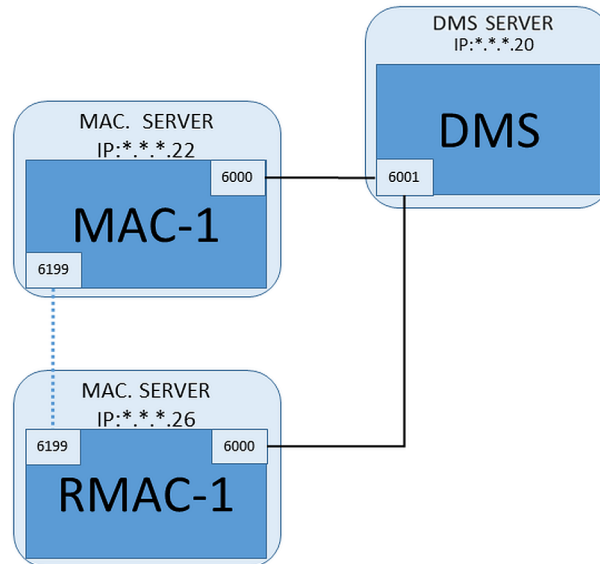 DMS SERVER
IP:*.*.*.20
DMS
6001
MAC. SERVER
IP:*.*.*.22
6000
MAC-1
6199
MAC. SERVER
IP:*.*.*.26
6199
6000
RMAC-1